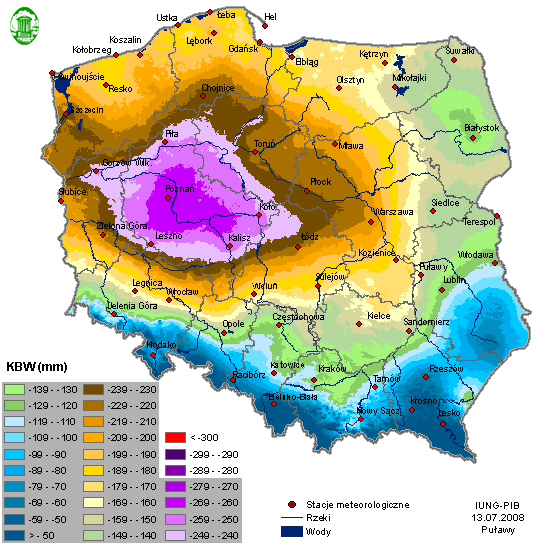 Ustka
Łeba
Hel
Koszalin
Lębork
Kołobrzeg
Gdańsk
Elbląg
Kętrzyn
Suwałki
Świnoujście
Resko
Chojnice
Olsztyn
Mikołajki
Szczecin
Piła
Toruń
Mława
Białystok
Gorzów Wlk
Słubice
Poznań
Płock
Koło
Warszawa
Siedlce
Terespol
Zielona Góra
Leszno
Kalisz
Łódź
Kozienice
Włodawa
Puławy
Legnica
Wrocław
Wieluń
Sulejów
Lublin
Jelenia Góra
Opole
Częstochowa
Kielce
Sandomierz
Kłodzko
Racibórz
Katowice
Kraków
Tarnów
Rzeszów
Bielsko-Biała
Nowy Sącz
Krosno
Lesko
KBW (mm)
-139 - -130
-239 - -230
-129 - -120
-229 - -220
-119 - -110
-219 - -210
-109 - -100
-209 - -200
< -300
-99 - -90
-199 - -190
-299 - -290
-89 - -80
-189 - -180
-289 - -280
-79 - -70
-179 - -170
-279 - -270
-69 - -60
-169 - -160
-269 - -260
-59 - -50
-159 - -150
-259 - -250
> - 50
-149 - -140
-249 - -240
Stacje meteorologiczne
Rzeki
Wody
IUNG-PIB
13.07.2008
Puławy